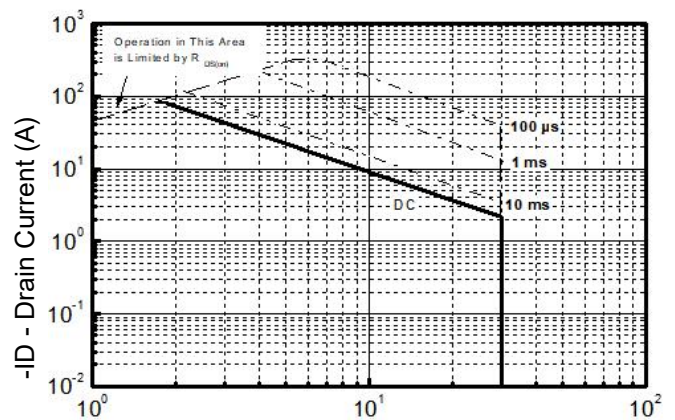 10³
Operation in This Area
is Limited by R DS(on)
10²
100 µs
10¹
1 ms
DC
10 ms
10⁰
10⁻¹
10⁻²
10⁰
10¹
10²
-ID - Drain Current (A)